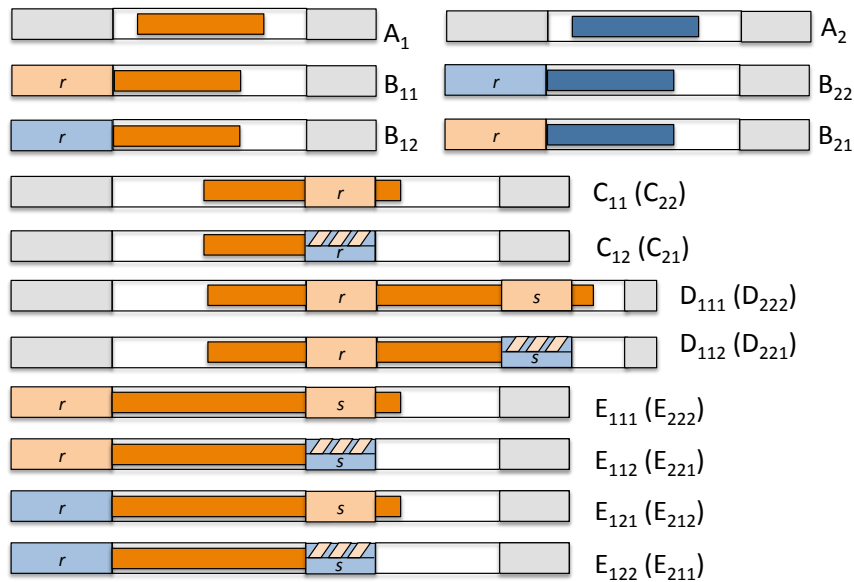 A₁ A₂
r B₁₁ r B₂₂
r B₁₂ r B₂₁
r C₁₁ (C₂₂)
r C₁₂ (C₂₁)
r s D₁₁₁ (D₂₂₂)
r s D₁₁₂ (D₂₂₁)
r s E₁₁₁ (E₂₂₂)
r s E₁₁₂ (E₂₂₁)
r s E₁₂₁ (E₂₁₂)
r s E₁₂₂ (E₂₁₁)